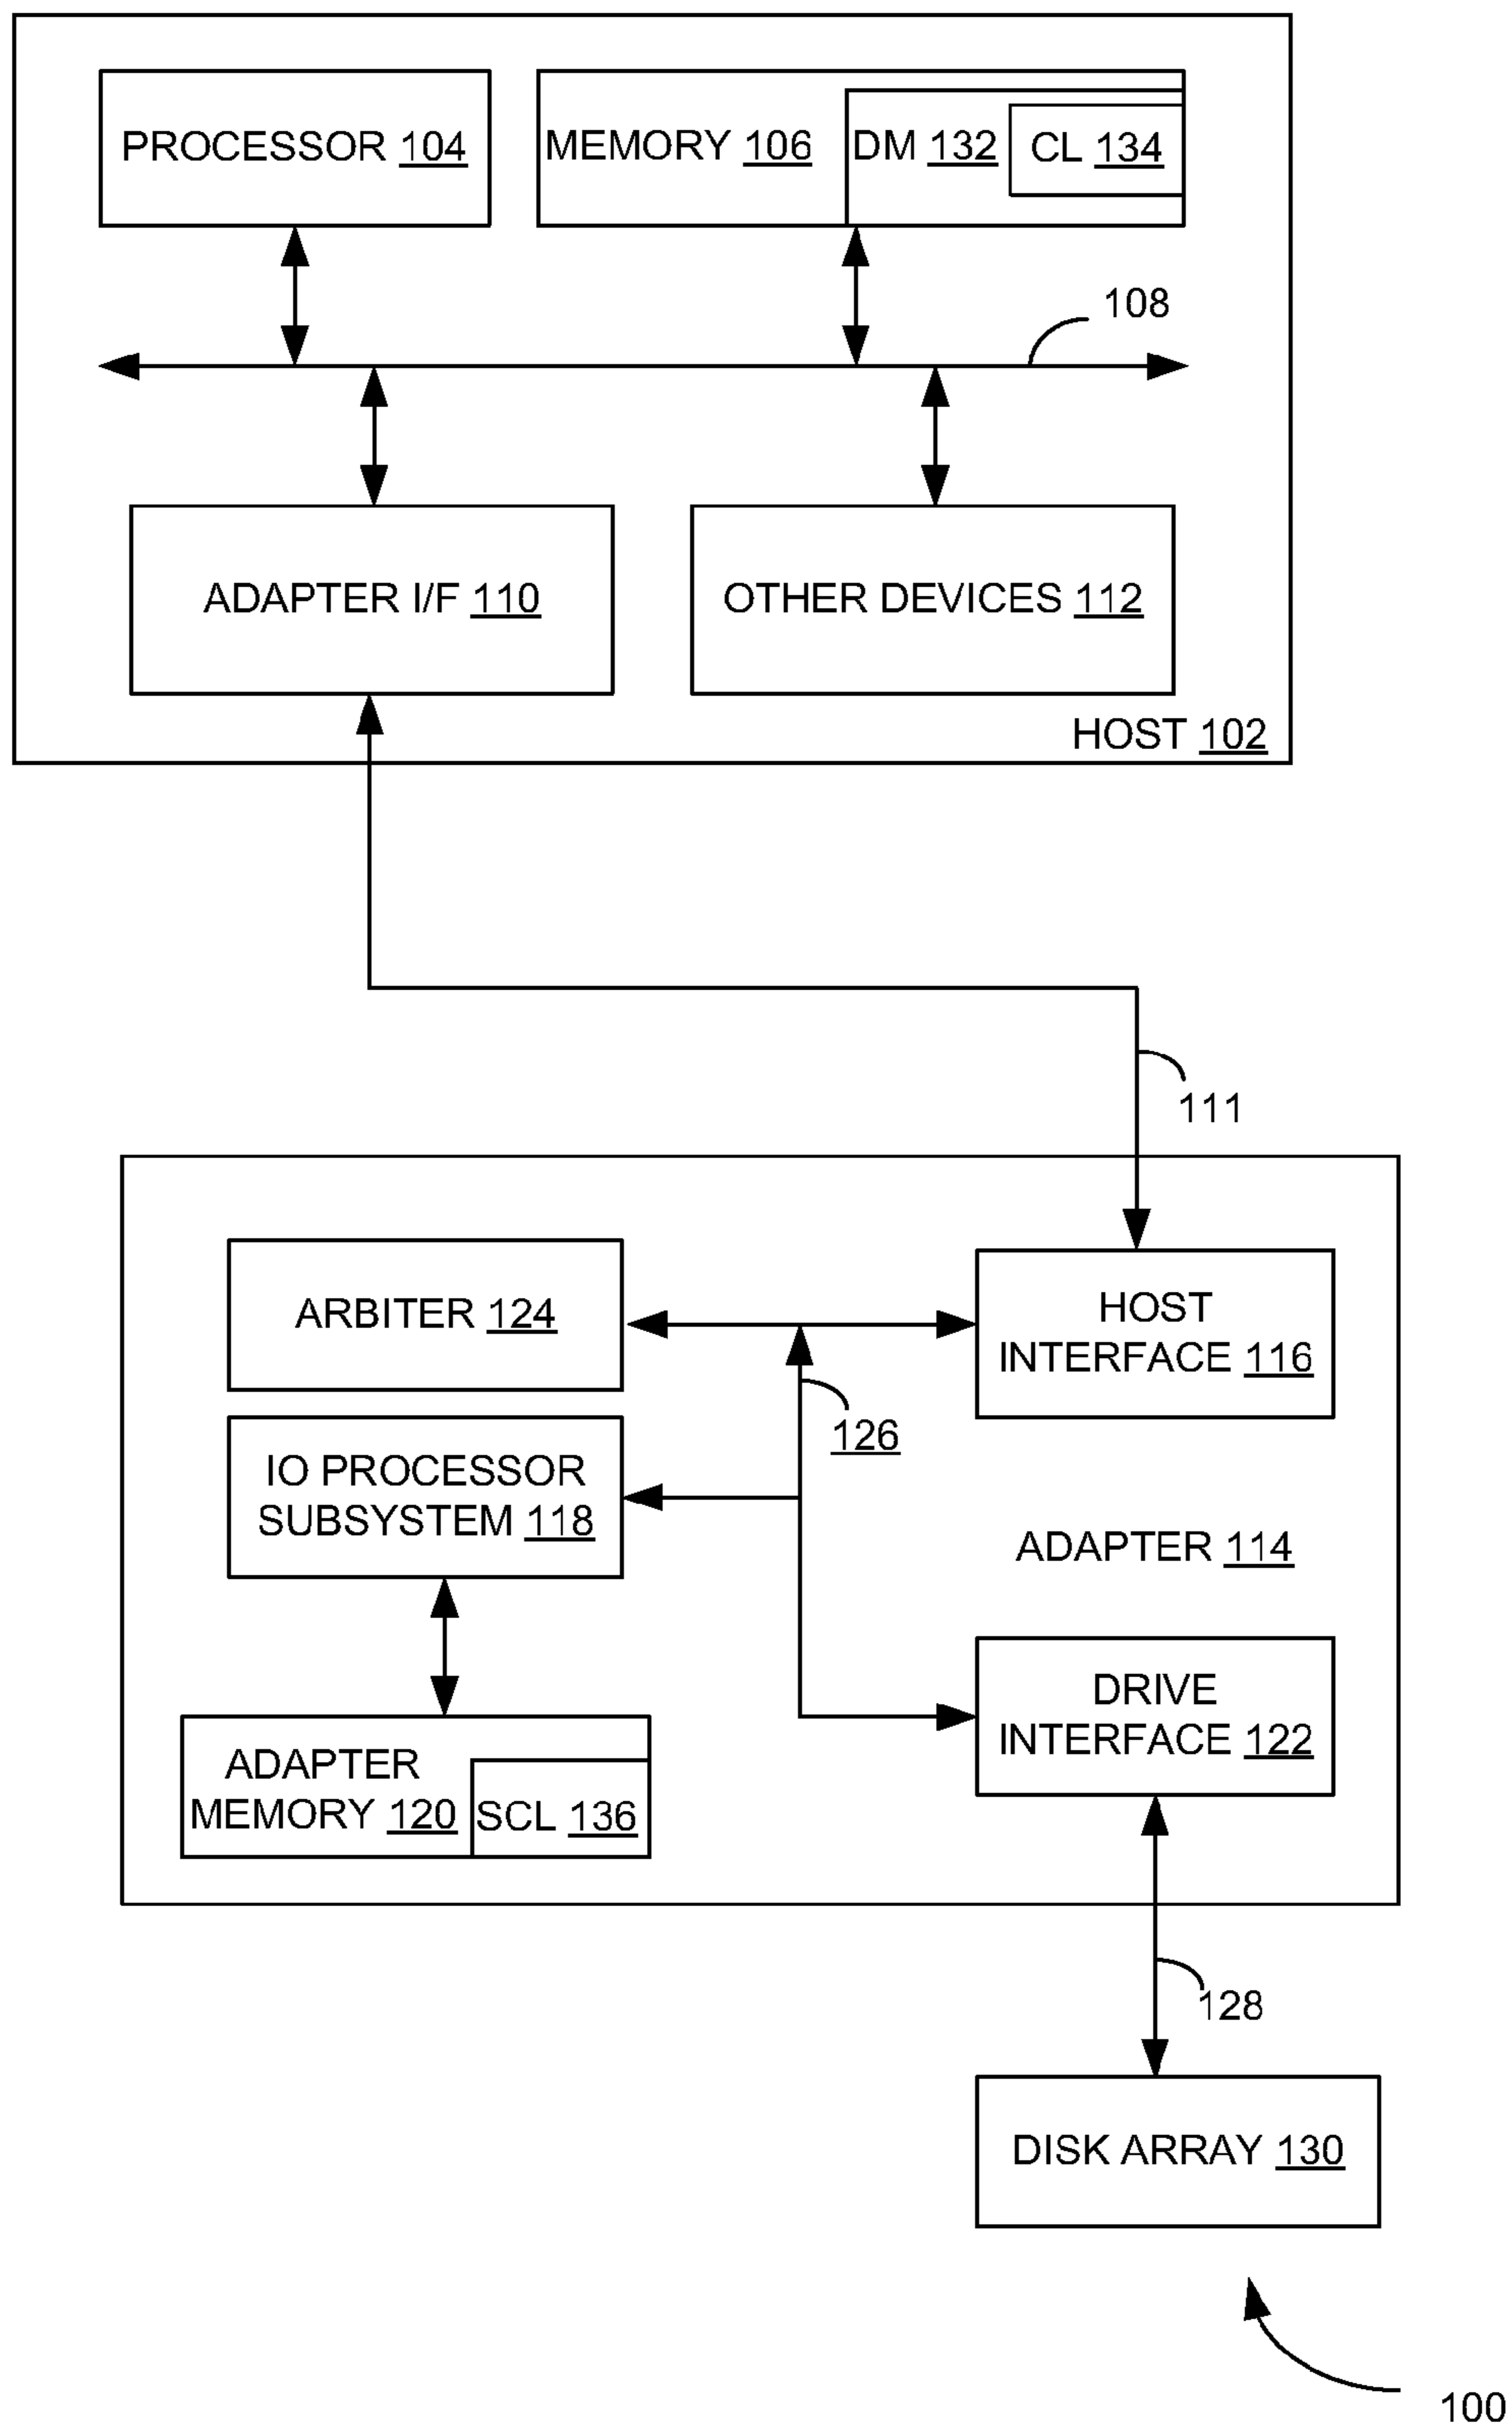 PROCESSOR 104
MEMORY 106
DM 132
CL 134
108
ADAPTER I/F 110
OTHER DEVICES 112
HOST 102
111
ARBITER 124
HOST
INTERFACE 116
126
IO PROCESSOR
SUBSYSTEM 118
ADAPTER 114
DRIVE
INTERFACE 122
ADAPTER
MEMORY 120
SCL 136
128
DISK ARRAY 130
100